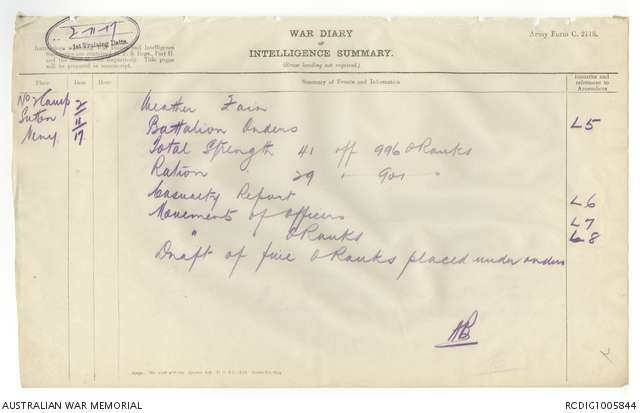 WAR DIARY
or
INTELLIGENCE SUMMARY.
(Erase heading not required.)
Army Form C. 2118.
2-11-17
1st Training Battn.
Place
Date
Hour
Summary of Events and Information
Remarks and references to Appendices
No 2 Camp 2 Weather Fair
Sutton 11 Battalion Orders L5
Veny 17
Total Strength 41 off 996 O Ranks
Ration 29 " 901 "
Casualty Report L6
Movements of Officers L7
" " O Ranks L8
Draft of five O Ranks placed under orders
AUSTRALIAN WAR MEMORIAL
RCDIG1005844